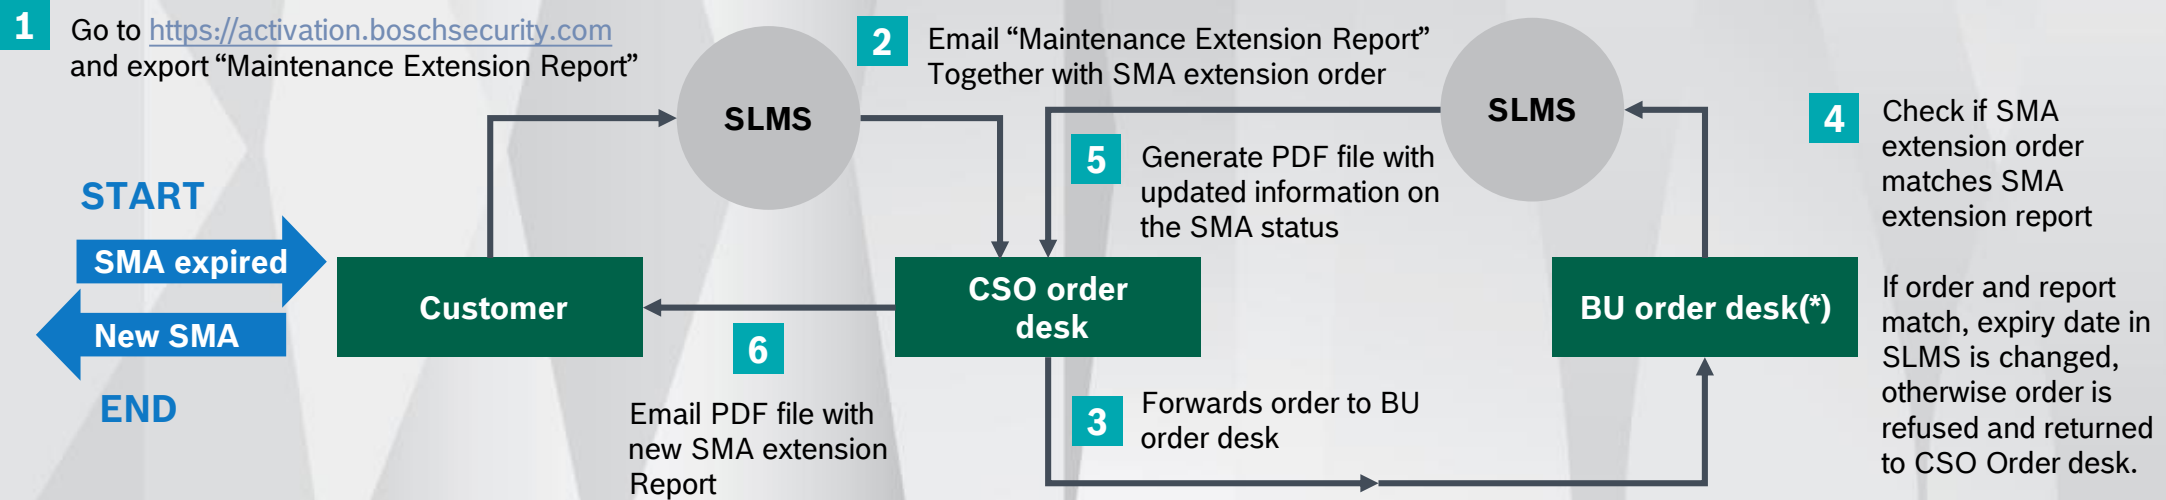 1
Go to https://activation.boschsecurity.com
and export “Maintenance Extension Report”
2
Email “Maintenance Extension Report”
Together with SMA extension order
SLMS
SLMS
4
Check if SMA
extension order
matches SMA
extension report
If order and report
match, expiry date in
SLMS is changed,
otherwise order is
refused and returned
to CSO Order desk.
5
Generate PDF file with
updated information on
the SMA status
START
SMA expired
New SMA
END
Customer
CSO order
desk
BU order desk(*)
6
Email PDF file with
new SMA extension
Report
3
Forwards order to BU
order desk